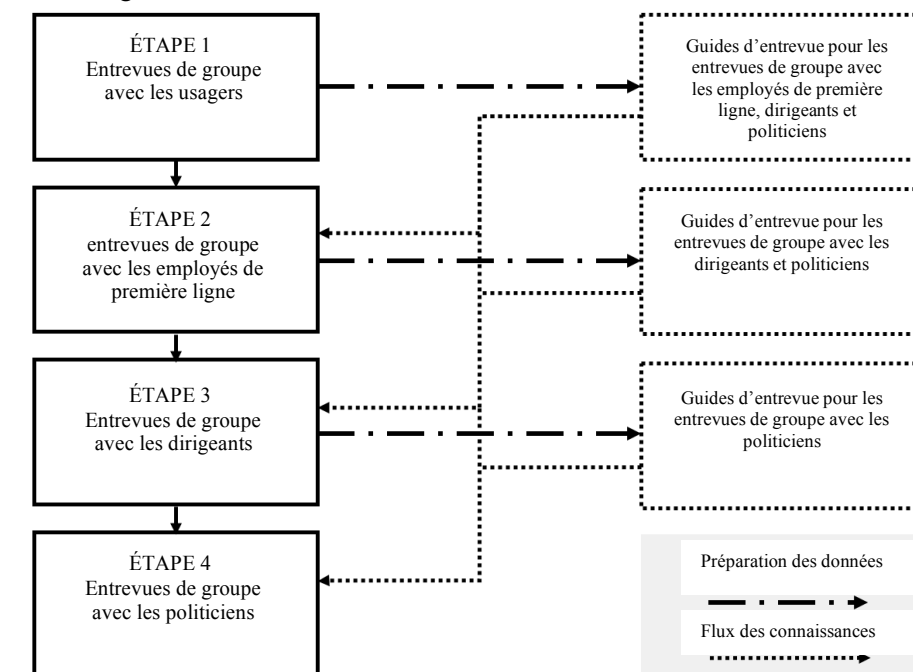 ÉTAPE 1
Entrevues de groupe
avec les usagers
Guides d’entrevue pour les
entrevues de groupe avec
les employés de première
ligne, dirigeants et
politiciens
ÉTAPE 2
entrevues de groupe
avec les employés de
première ligne
Guides d’entrevue pour les
entrevues de groupe avec les
dirigeants et politiciens
ÉTAPE 3
Entrevues de groupe
avec les dirigeants
Guides d’entrevue pour les
entrevues de groupe avec les
politiciens
ÉTAPE 4
Entrevues de groupe
avec les politiciens
Préparation des données
Flux des connaissances